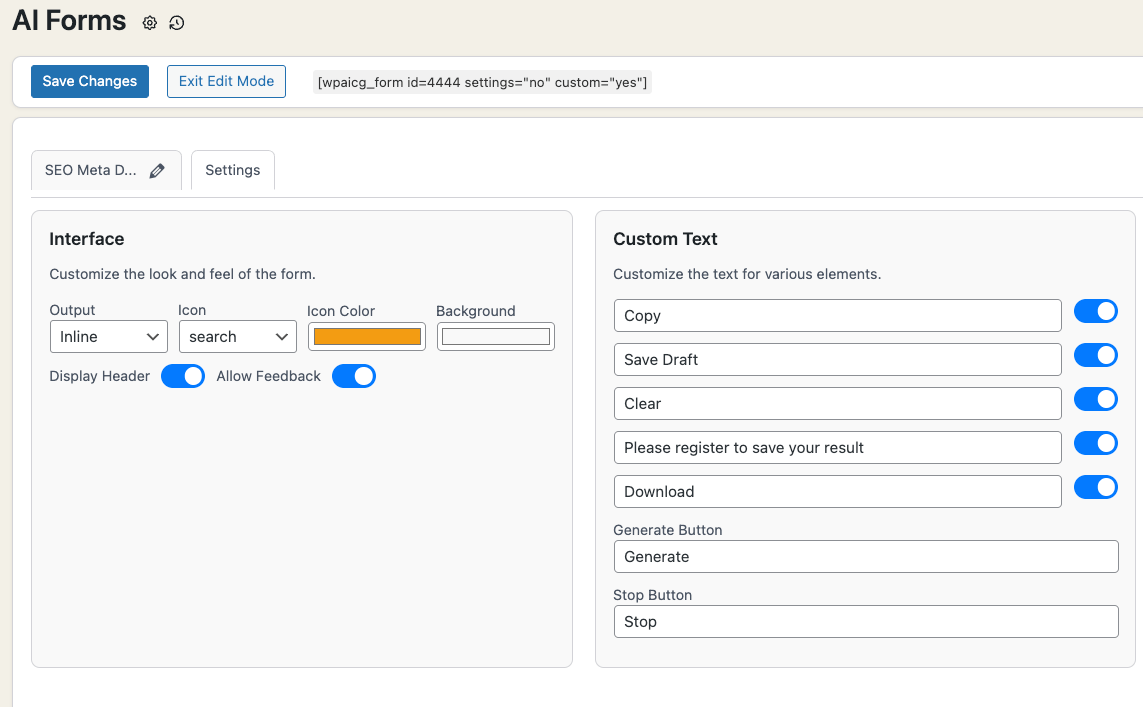 AI Forms
Save Changes
Exit Edit Mode
[wpaicg_form id=4444 settings="no" custom="yes"]
SEO Meta D...
Settings
Interface
Customize the look and feel of the form.
Output
Icon
Icon Color
Background
Inline
search
Display Header
Allow Feedback
Custom Text
Customize the text for various elements.
Copy
Save Draft
Clear
Please register to save your result
Download
Generate Button
Generate
Stop Button
Stop